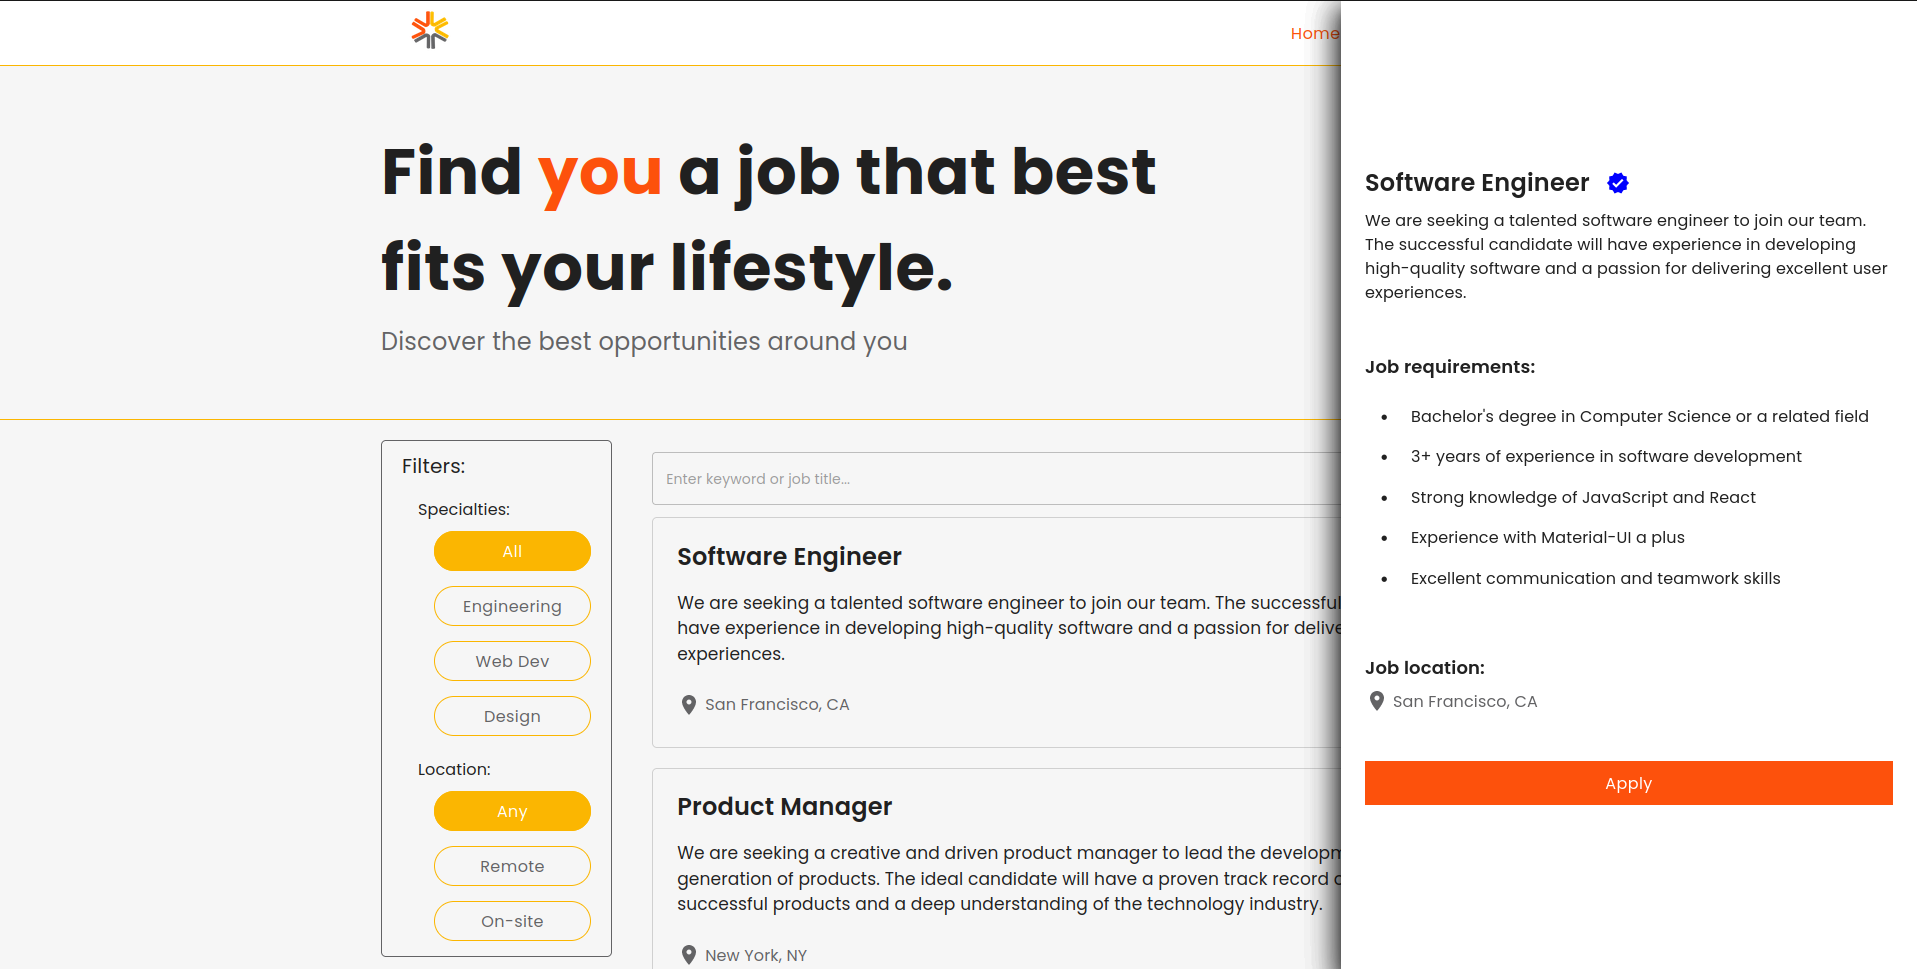 Home
Find you a job that best
fits your lifestyle.
Discover the best opportunities around you
Filters:
Specialties:
All
Engineering
Web Dev
Design
Location:
Any
Remote
On-site
Enter keyword or job title...
Software Engineer
We are seeking a talented software engineer to join our team. The successful
have experience in developing high-quality software and a passion for delive
experiences.
San Francisco, CA
Product Manager
We are seeking a creative and driven product manager to lead the developm
generation of products. The ideal candidate will have a proven track record
successful products and a deep understanding of the technology industry.
New York, NY
Software Engineer
We are seeking a talented software engineer to join our team.
The successful candidate will have experience in developing
high-quality software and a passion for delivering excellent user
experiences.
Job requirements:
• Bachelor's degree in Computer Science or a related field
• 3+ years of experience in software development
• Strong knowledge of JavaScript and React
• Experience with Material-UI a plus
• Excellent communication and teamwork skills
Job location:
San Francisco, CA
Apply